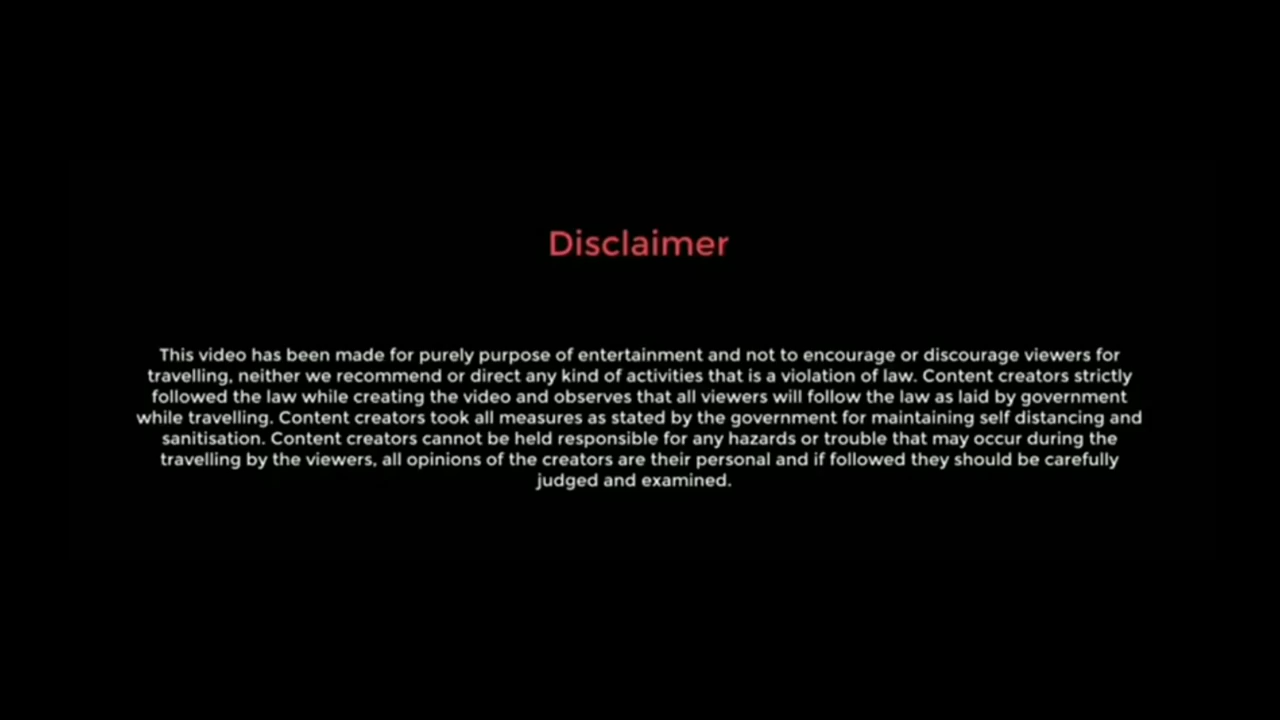 Disclaimer
This video has been made for purely purpose of entertainment and not to encourage or discourage viewers for
travelling, neither we recommend or direct any kind of activities that is a violation of law. Content creators strictly
followed the law while creating the video and observes that all viewers will follow the law as laid by government
while travelling. Content creators took all measures as stated by the government for maintaining self distancing and
sanitisation. Content creators cannot be held responsible for any hazards or trouble that may occur during the
travelling by the viewers, all opinions of the creators are their personal and if followed they should be carefully
judged and examined.